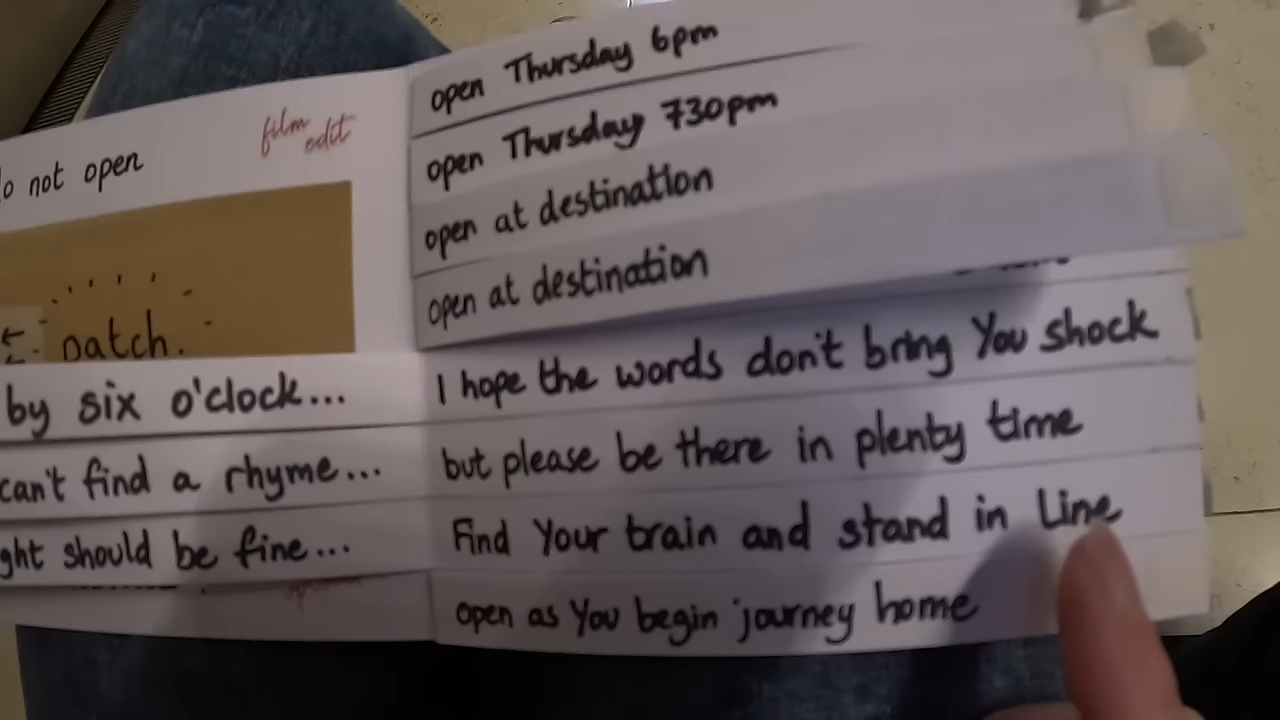 open Thursday 6pm
open Thursday 730pm
open at destination
open at destination
film
edit
do not open
patch.
by six o'clock... I hope the words don't bring You shock
can't find a rhyme... but please be there in plenty time
should be fine... Find Your train and stand in Line
open as You begin journey home